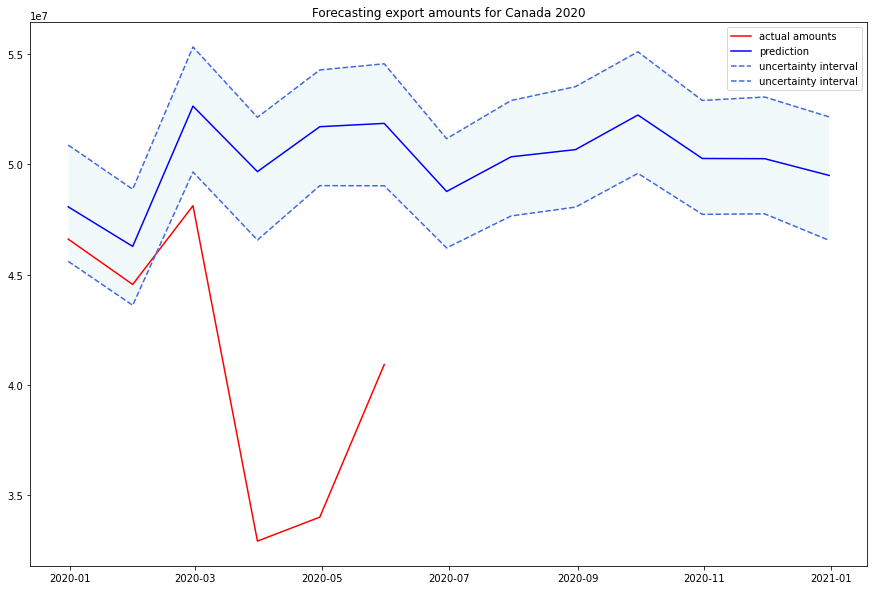 Forecasting export amounts for Canada 2020
1e7
actual amounts
prediction
uncertainty interval
uncertainty interval
5.5
5.0
4.5
4.0
3.5
2020-01 2020-03 2020-05 2020-07 2020-09 2020-11 2021-01